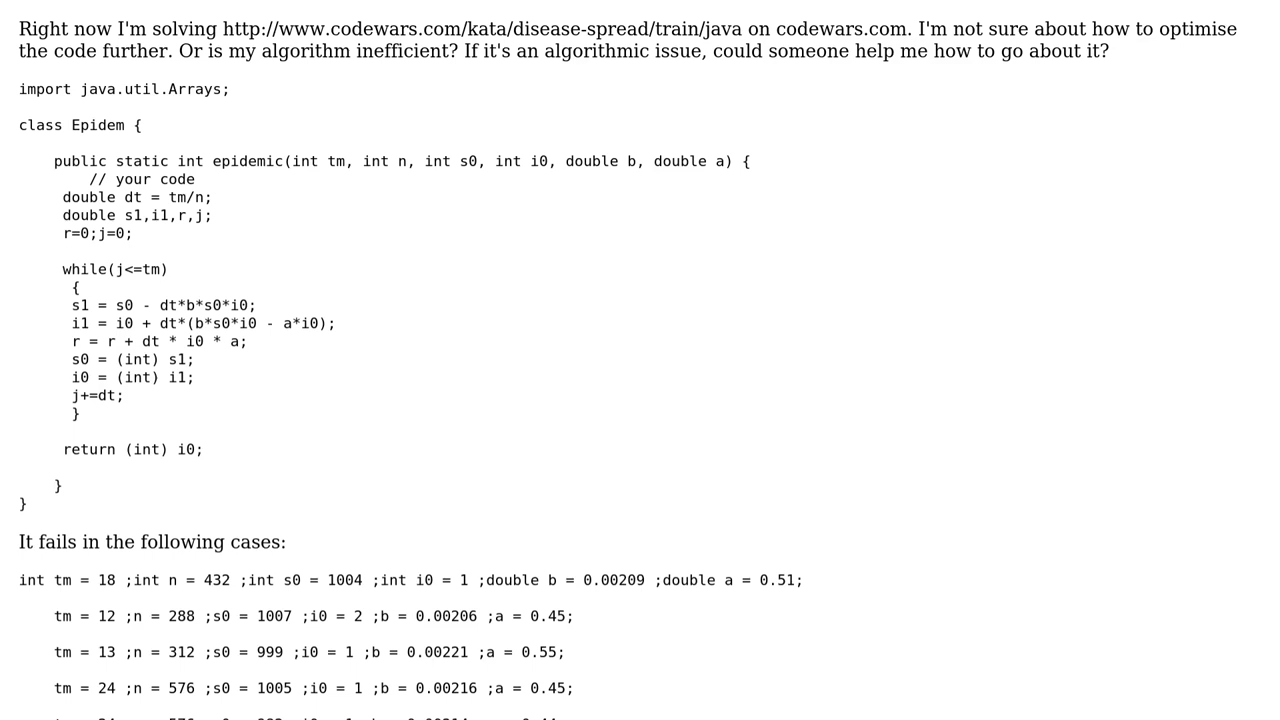 Right now I'm solving http://www.codewars.com/kata/disease-spread/train/java on codewars.com. I'm not sure about how to optimise
the code further. Or is my algorithm inefficient? If it's an algorithmic issue, could someone help me how to go about it?
import java.util.Arrays;
class Epidem {
    public static int epidemic(int tm, int n, int s0, int i0, double b, double a) {
        // your code
     double dt = tm/n;
     double s1,i1,r,j;
     r=0;j=0;
     while(j<=tm)
      {
      s1 = s0 - dt*b*s0*i0;
      i1 = i0 + dt*(b*s0*i0 - a*i0);
      r = r + dt * i0 * a;
      s0 = (int) s1;
      i0 = (int) i1;
      j+=dt;
      }
     return (int) i0;
    }
}
It fails in the following cases:
int tm = 18 ;int n = 432 ;int s0 = 1004 ;int i0 = 1 ;double b = 0.00209 ;double a = 0.51;
    tm = 12 ;n = 288 ;s0 = 1007 ;i0 = 2 ;b = 0.00206 ;a = 0.45;
    tm = 13 ;n = 312 ;s0 = 999 ;i0 = 1 ;b = 0.00221 ;a = 0.55;
    tm = 24 ;n = 576 ;s0 = 1005 ;i0 = 1 ;b = 0.00216 ;a = 0.45;